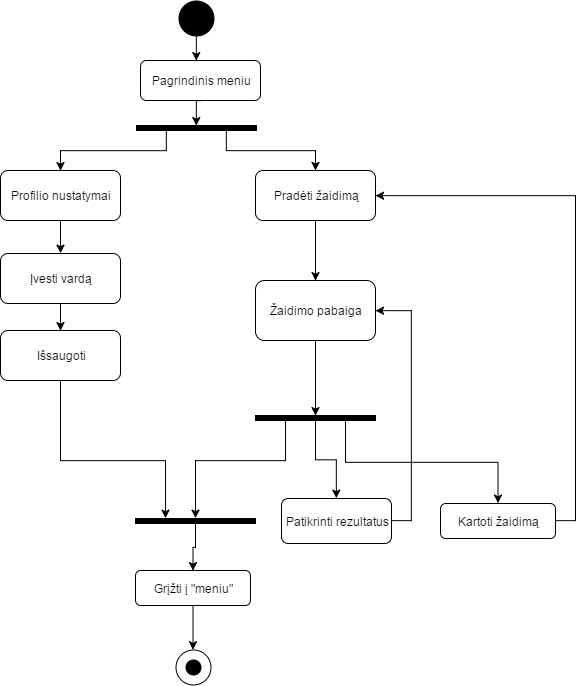 Pagrindinis meniu
Profilio nustatymai
Pradėti žaidimą
Įvesti vardą
Žaidimo pabaiga
Išsaugoti
Patikrinti rezultatus
Kartoti žaidimą
Grįžti į "meniu"